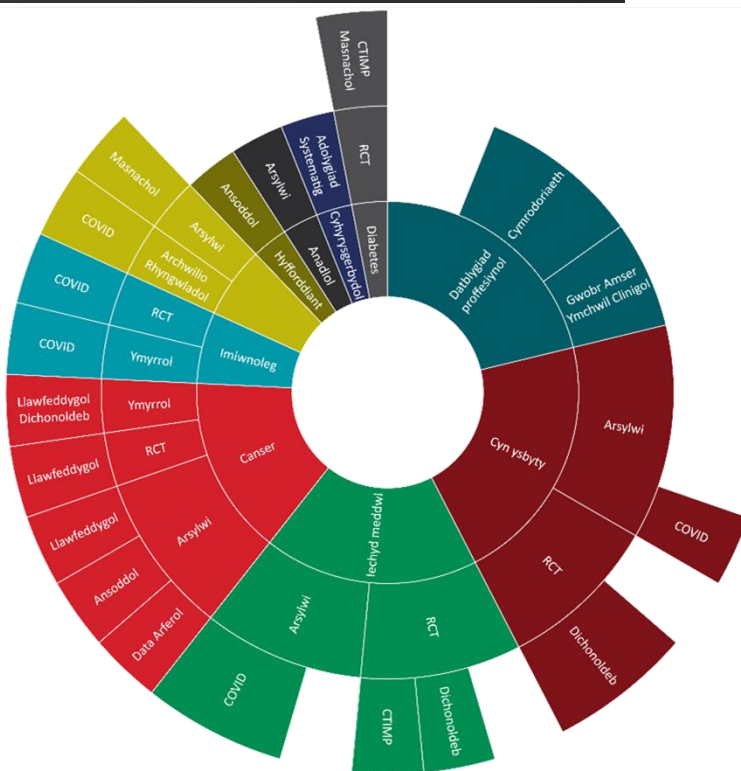 CTIMP
Masnachol
RCT
Diabetes
Cymrodoriaeth
Gwobr Amser
Ymchwil Clinigol
Datblygiad
proffesiynol
Arsylwi
Cyn ysbyty
COVID
RCT
Dichonoldeb
Iechyd meddwl
RCT
Dichonoldeb
CTIMP
Arsylwi
COVID
Canser
Arsylwi
Data Arferol
Ansoddol
Llawfeddygol
RCT
Llawfeddygol
Ymyrrol
Llawfeddygol
Dichonoldeb
Imiwnoleg
Ymyrrol
COVID
RCT
COVID
Archwilio
Rhyngwladol
COVID
Arsylwi
Masnachol
Hyfforddiant
Ansoddol
Anadlol
Arsylwi
Cyhyrysgerbydol
Adolygiad
Systematig